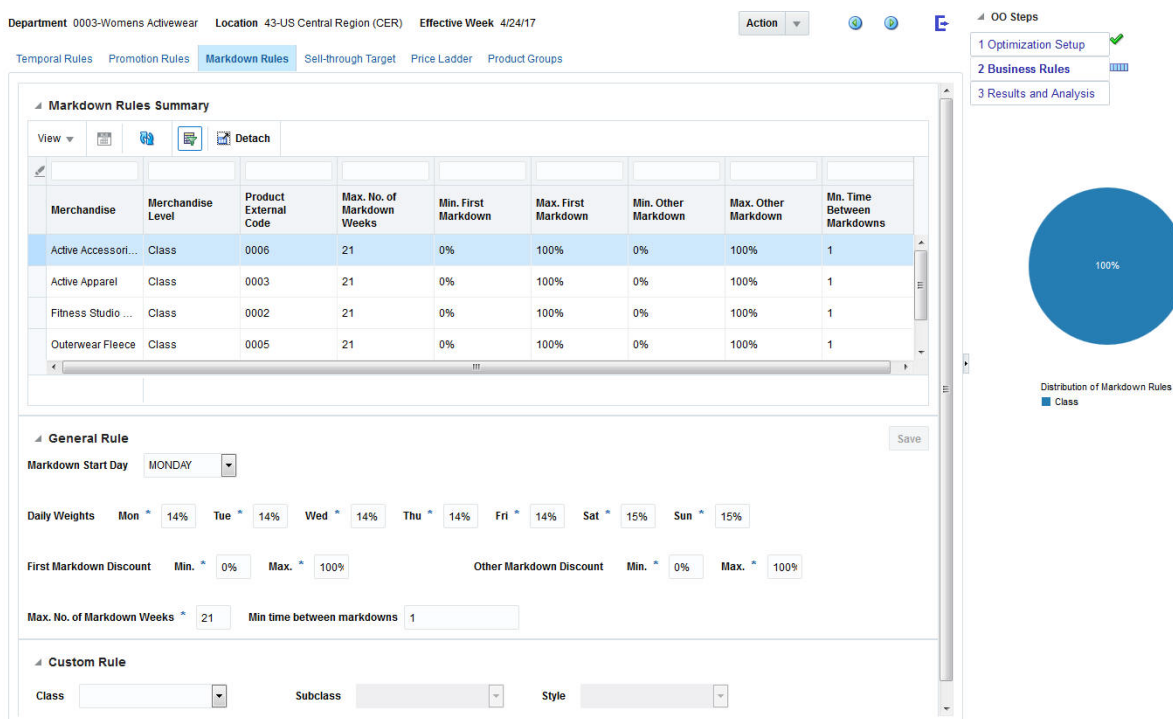 Department 0003-Womens Activewear Location 43-US Central Region (CER) Effective Week 4/24/17 Action
Temporal Rules Promotion Rules Markdown Rules Sell-through Target Price Ladder Product Groups
Markdown Rules Summary
View Detach
Merchandise Merchandise Level Product External Code Max. No. of Markdown Weeks Min. First Markdown Max. First Markdown Min. Other Markdown Max. Other Markdown Mn. Time Between Markdowns
Active Accessori... Class 0006 21 0% 100% 0% 100% 1
Active Apparel Class 0003 21 0% 100% 0% 100% 1
Fitness Studio ... Class 0002 21 0% 100% 0% 100% 1
Outerwear Fleece Class 0005 21 0% 100% 0% 100% 1
General Rule Save
Markdown Start Day MONDAY
Daily Weights Mon * 14% Tue * 14% Wed * 14% Thu * 14% Fri * 14% Sat * 15% Sun * 15%
First Markdown Discount Min. * 0% Max. * 100% Other Markdown Discount Min. * 0% Max. * 100%
Max. No. of Markdown Weeks * 21 Min time between markdowns 1
Custom Rule
Class Subclass Style
OO Steps
1 Optimization Setup
2 Business Rules
3 Results and Analysis
100%
Distribution of Markdown Rules
Class